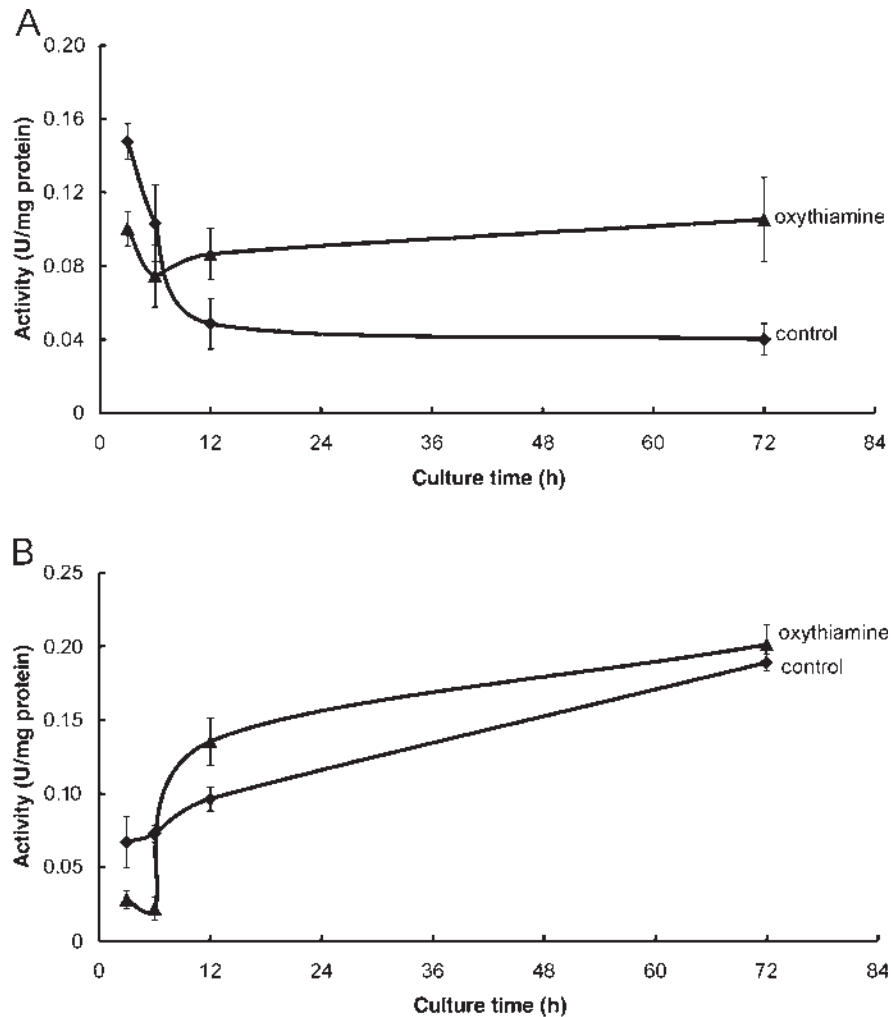 A
0.20
0.16
0.12
0.08
0.04
0
Activity (U/mg protein)
oxythiamine
control
0 12 24 36 48 60 72 84
Culture time (h)
B
0.25
0.20
0.15
0.10
0.05
0
Activity (U/mg protein)
oxythiamine
control
0 12 24 36 48 60 72 84
Culture time (h)